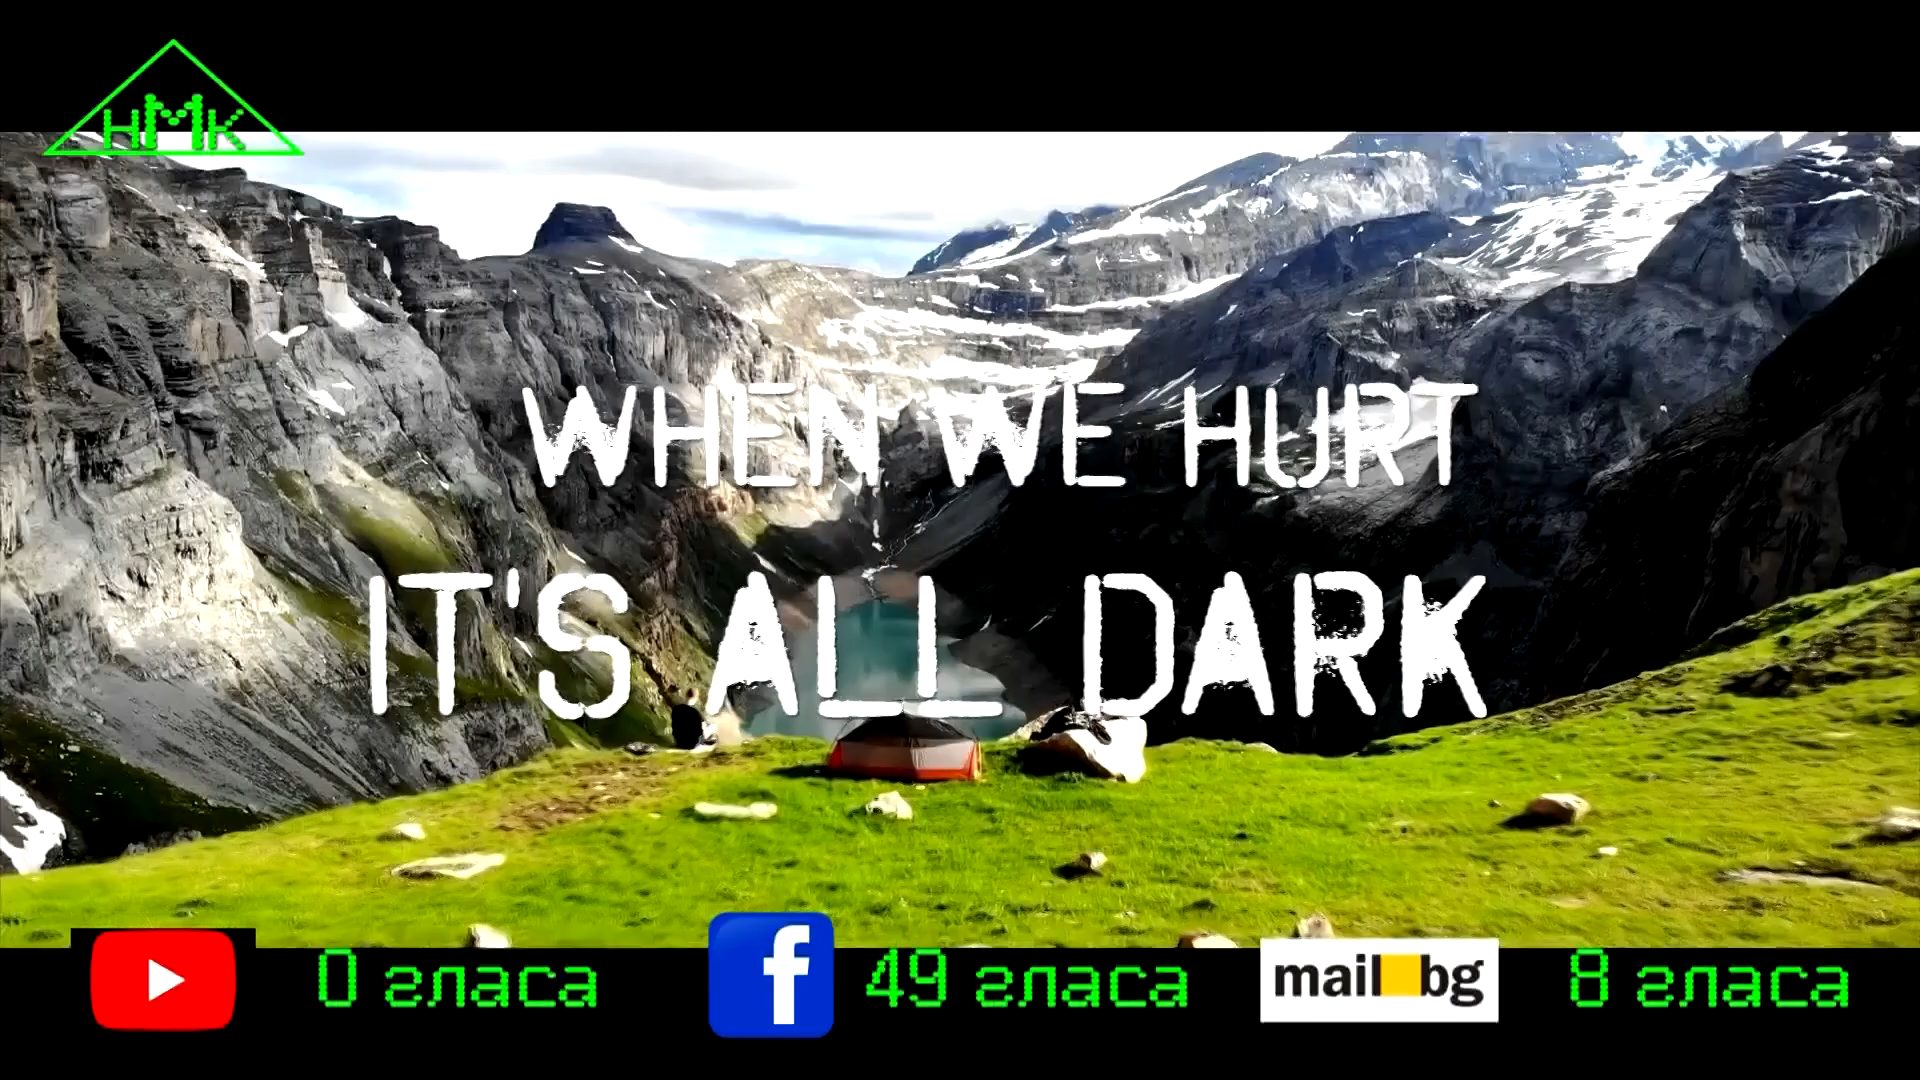 НМК
WHEN WE HURT
IT'S ALL DARK
0 гласа
f
49 гласа
mail bg
8 гласа